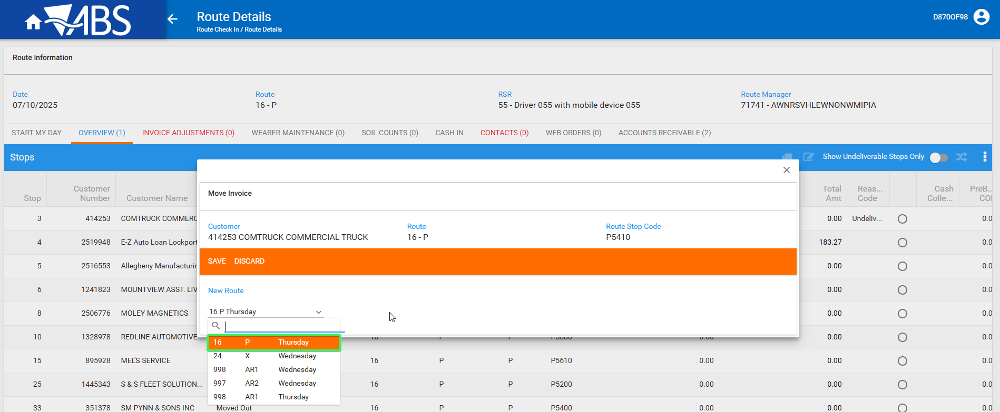 ABS
Route Details
Route Check In / Route Details
D870OF98
Route Information
Date
07/10/2025
Route
16 - P
RSR
55 - Driver 055 with mobile device 055
Route Manager
71741 - AWNRSVHLEWNONWMIPIA
START MY DAY OVERVIEW (1) INVOICE ADJUSTMENTS (0) WEARER MAINTENANCE (0) SOIL COUNTS (0) CASH IN CONTACTS (0) WEB ORDERS (0) ACCOUNTS RECEIVABLE (2)
Stops Show Undeliverable Stops Only
Stop
Customer
Number
Customer Name
Total
Amt
Reas...
Code
Cash
Colle...
PreB...
COI
3 414253 COMTRUCK COMMERC 0.00 Undeliv... 0.0
4 2519948 E-Z Auto Loan Lockport 183.27 0.0
5 2516553 Allegheny Manufacturin 0.00 0.0
6 1241823 MOUNTVIEW ASST. LIV 0.00 0.0
8 2506776 MOLEY MAGNETICS 0.00 0.0
10 1328978 REDLINE AUTOMOTIVE ... 0.00 0.00 0.0
15 895928 MEL'S SERVICE 16 P P P5610 0.00 0.00 0.0
25 1445343 S & S FLEET SOLUTION... 16 P P P5200 0.00 0.00 0.0
33 351378 SM PYNN & SONS INC Moved Out 16 P P P5400 0.00 0.00 0.0
Move Invoice
Customer
414253 COMTRUCK COMMERCIAL TRUCK
Route
16 - P
Route Stop Code
P5410
SAVE DISCARD
New Route
16 P Thursday
16 P Thursday
24 X Wednesday
998 AR1 Wednesday
997 AR2 Wednesday
998 AR1 Thursday